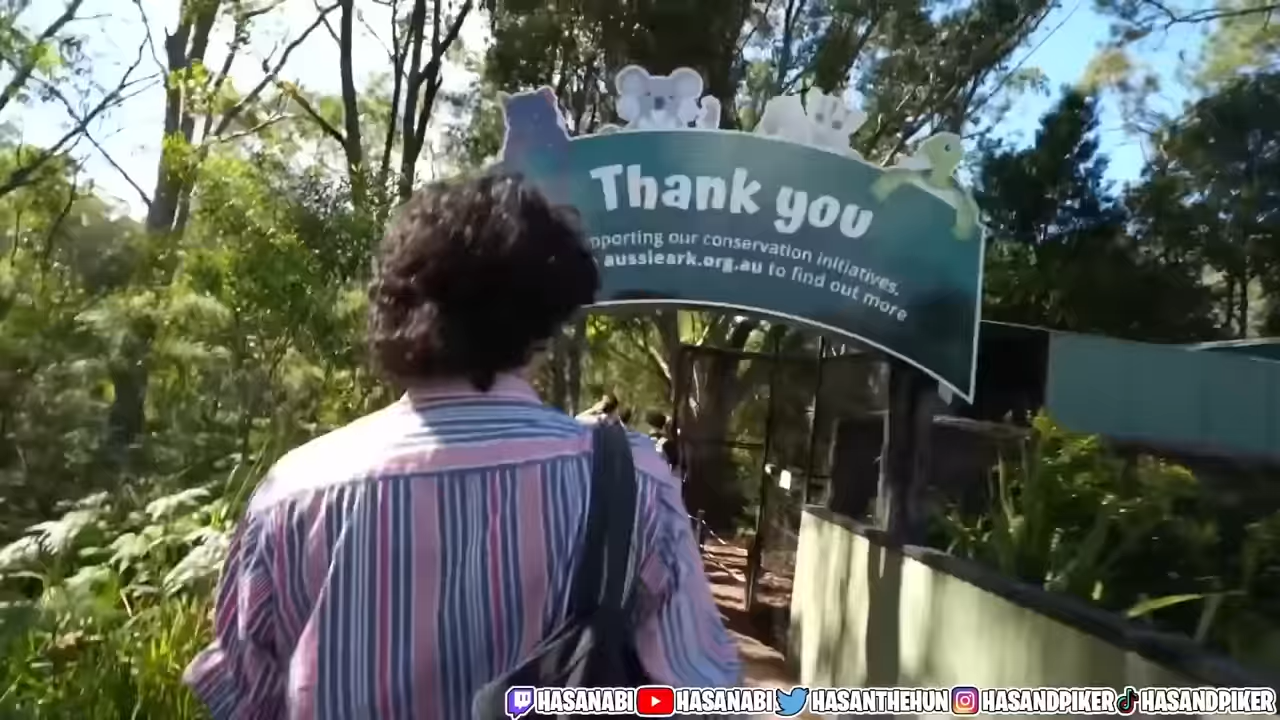 Thank you
pporting our conservation initiatives.
aussieark.org.au to find out more
HASANABI HASANABI HASANTHEHUN HASANDPIKER HASANDPIKER